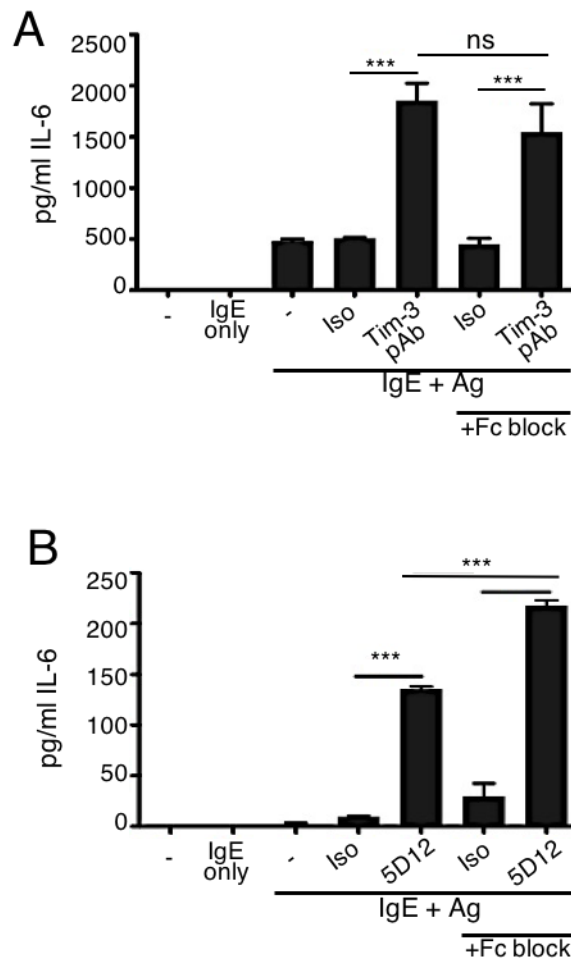 A
2500
2000
1500
1000
500
0
pg/ml IL-6
ns
***
***
-
IgE only
-
Iso
Tim-3 pAb
Iso
Tim-3 pAb
IgE + Ag
+Fc block
B
250
200
150
100
50
0
pg/ml IL-6
***
***
-
IgE only
-
Iso
5D12
Iso
5D12
IgE + Ag
+Fc block